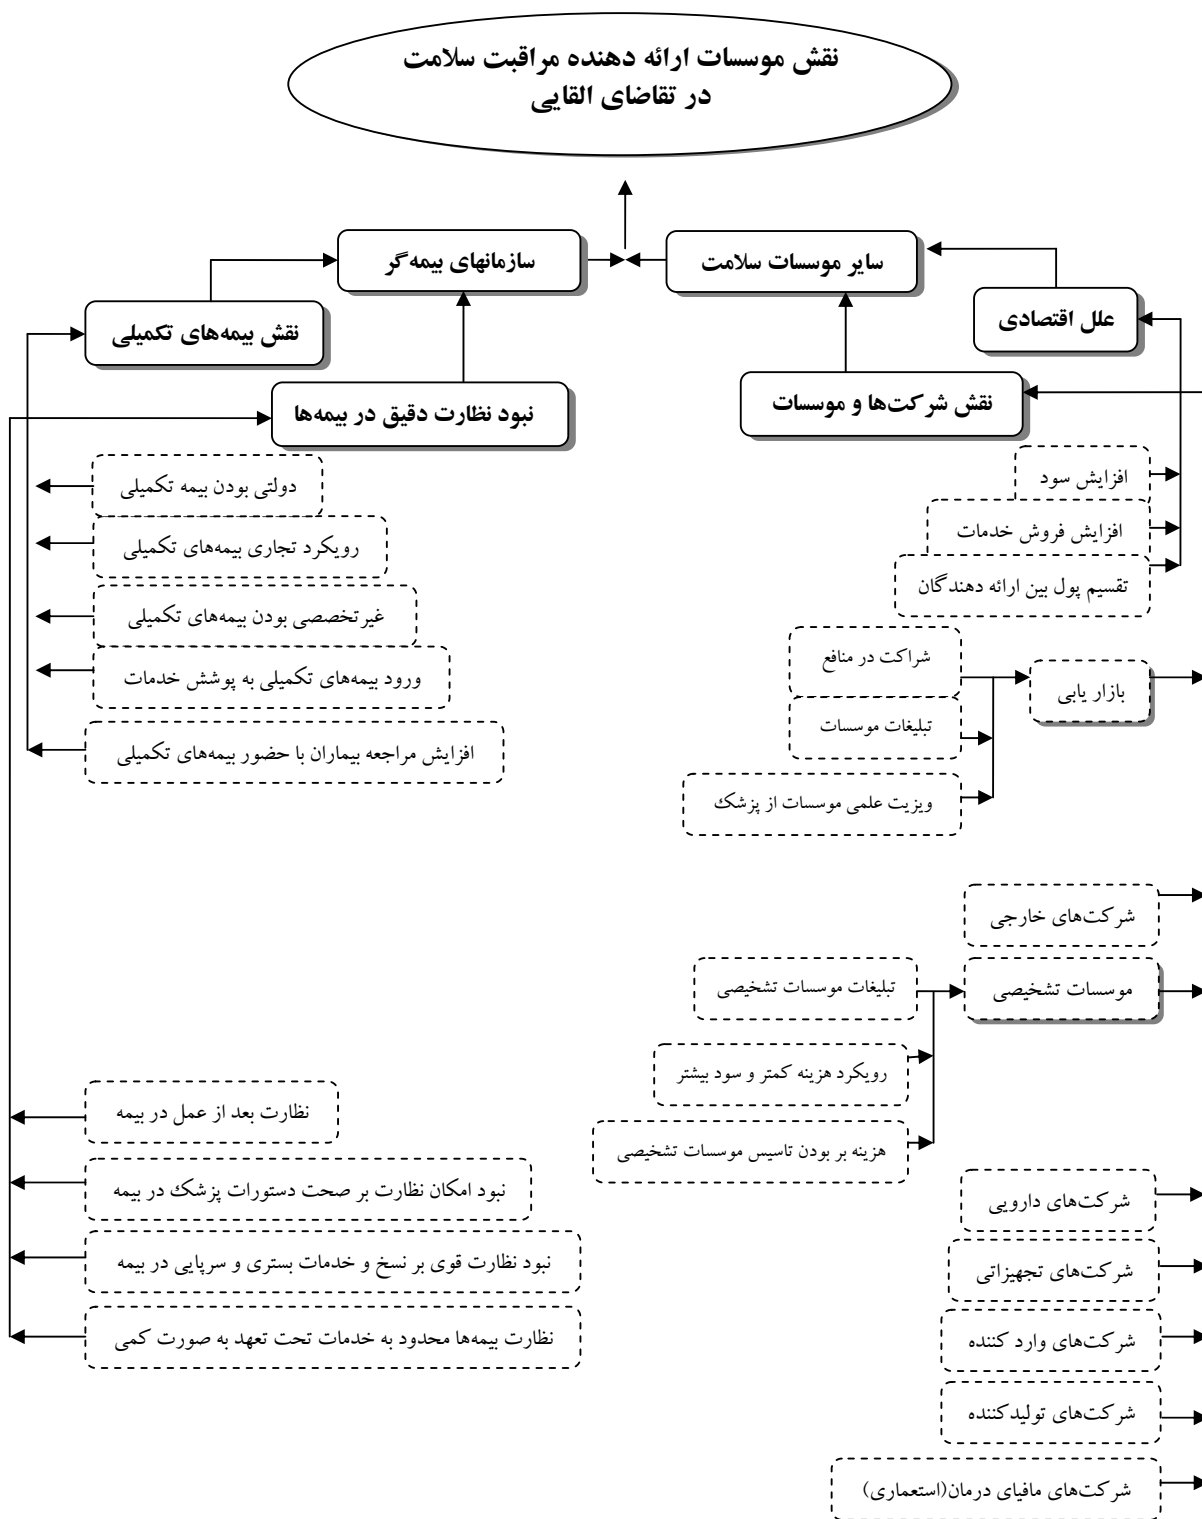 نقش موسسات ارائه دهنده مراقبت سلامت
در تقاضای القایی
سایر موسسات سلامت
سازمانهای بیمه‌گر
علل اقتصادی
نقش بیمه‌های تکمیلی
نقش شرکت‌ها و موسسات
نبود نظارت دقیق در بیمه‌ها
افزایش سود
افزایش فروش خدمات
تقسیم پول بین ارائه دهندگان
شراکت در منافع
بازار یابی
تبلیغات موسسات
ویزیت علمی موسسات از پزشک
شرکت‌های خارجی
موسسات تشخیصی
تبلیغات موسسات تشخیصی
رویکرد هزینه کمتر و سود بیشتر
هزینه بر بودن تاسیس موسسات تشخیصی
شرکت‌های دارویی
شرکت‌های تجهیزاتی
شرکت‌های وارد کننده
شرکت‌های تولیدکننده
شرکت‌های مافیای درمان(استعماری)
دولتی بودن بیمه تکمیلی
رویکرد تجاری بیمه‌های تکمیلی
غیرتخصصی بودن بیمه‌های تکمیلی
ورود بیمه‌های تکمیلی به پوشش خدمات
افزایش مراجعه بیماران با حضور بیمه‌های تکمیلی
نظارت بعد از عمل در بیمه
نبود امکان نظارت بر صحت دستورات پزشک در بیمه
نبود نظارت قوی بر نسخ و خدمات بستری و سرپایی در بیمه
نظارت بیمه‌ها محدود به خدمات تحت تعهد به صورت کمی